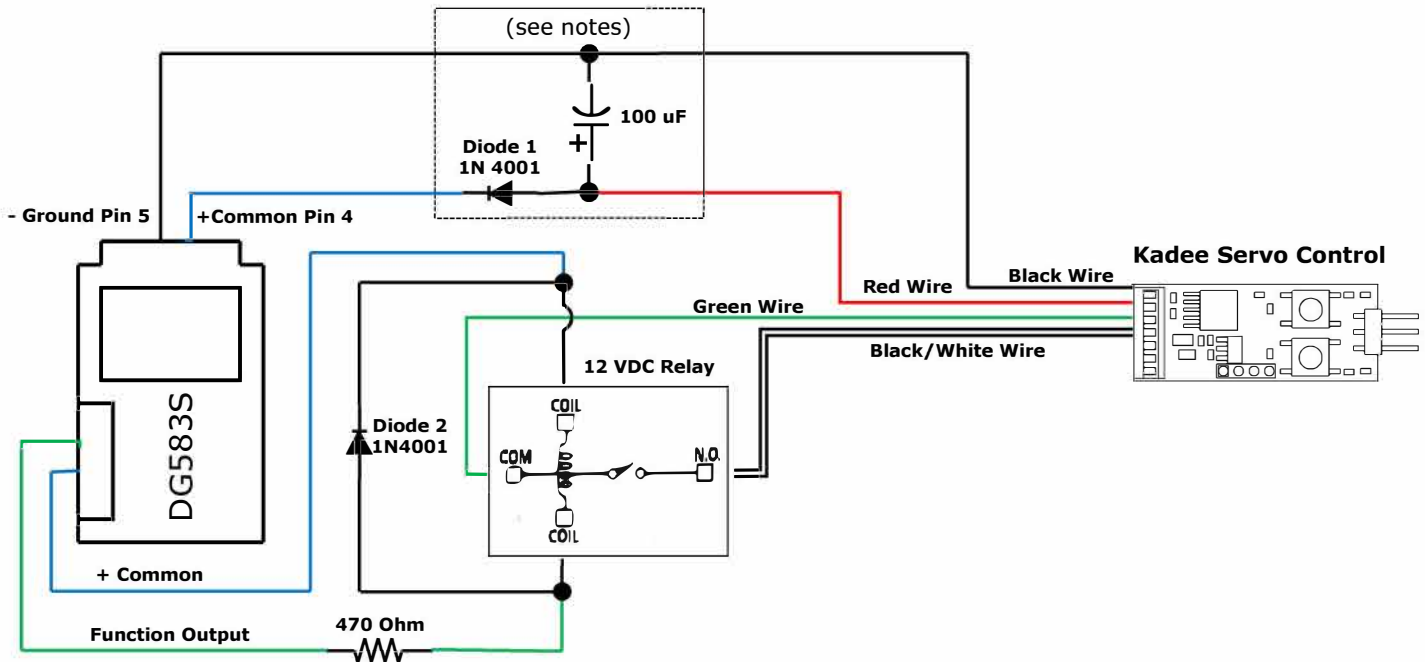 (see notes)
100 uF
+
Diode 1
1N 4001
- Ground Pin 5
+Common Pin 4
Kadee Servo Control
Black Wire
Red Wire
Green Wire
Black/White Wire
12 VDC Relay
COIL
Diode 2
1N4001
COM
N.O.
COIL
DG583S
+ Common
470 Ohm
Function Output